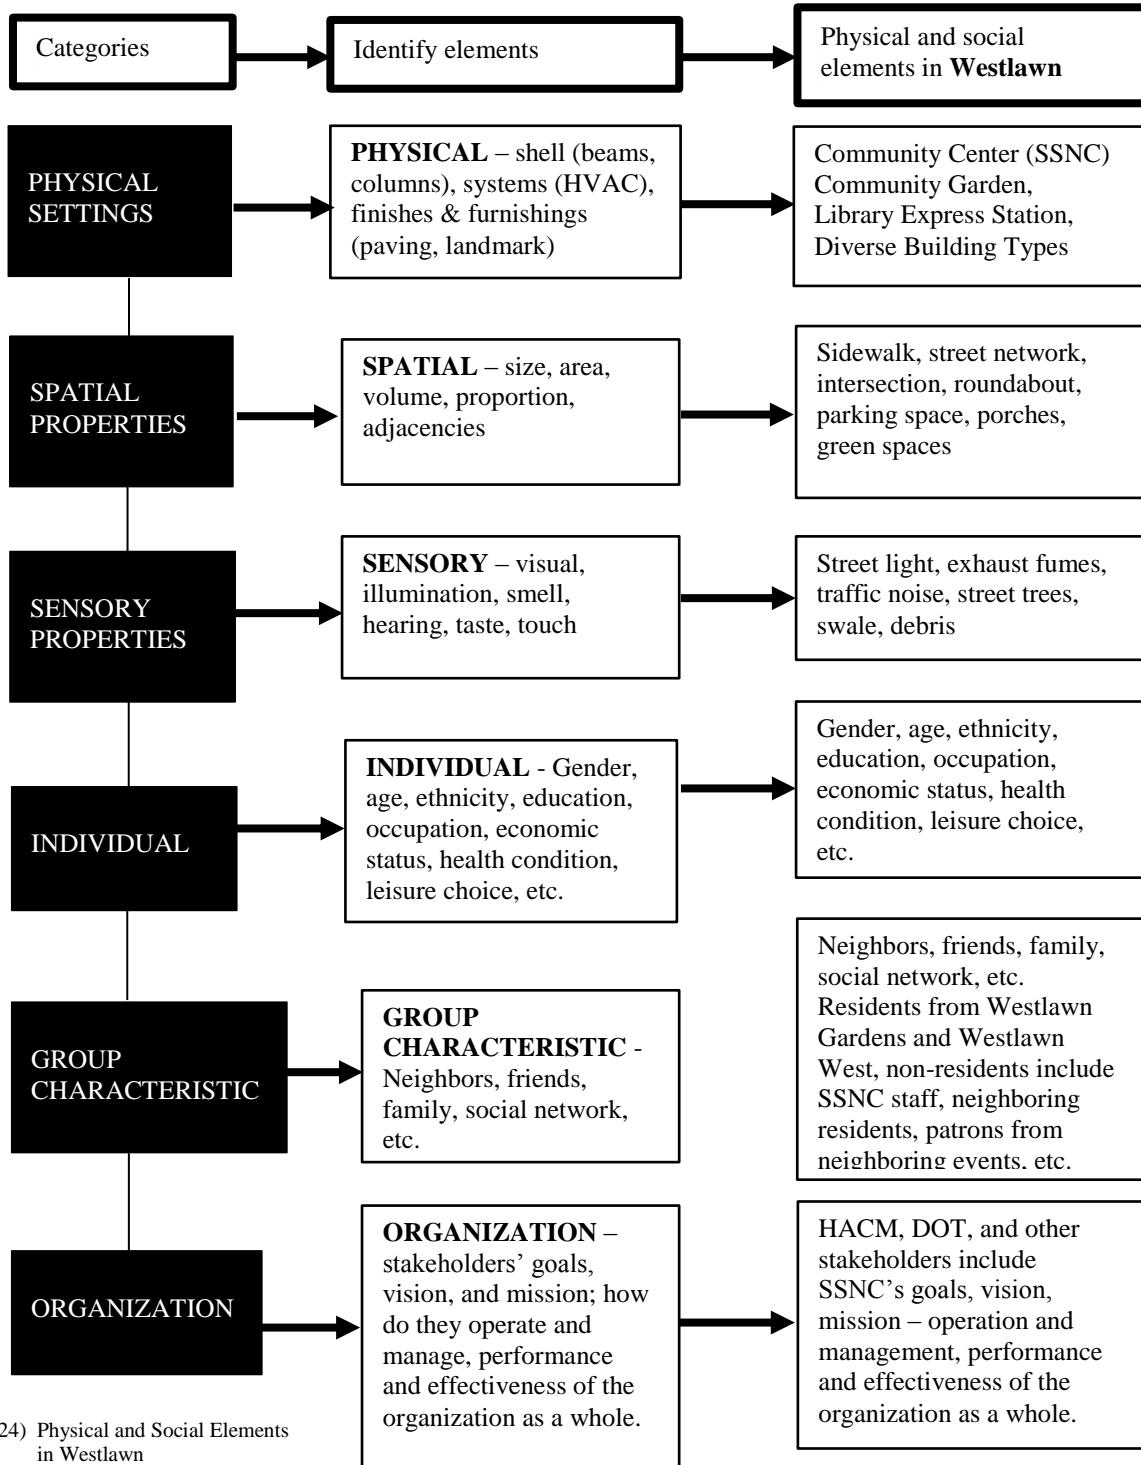 Categories
Identify elements
Physical and social
elements in Westlawn
PHYSICAL
SETTINGS
PHYSICAL – shell (beams,
columns), systems (HVAC),
finishes & furnishings
(paving, landmark)
Community Center (SSNC)
Community Garden,
Library Express Station,
Diverse Building Types
SPATIAL
PROPERTIES
SPATIAL – size, area,
volume, proportion,
adjacencies
Sidewalk, street network,
intersection, roundabout,
parking space, porches,
green spaces
SENSORY
PROPERTIES
SENSORY – visual,
illumination, smell,
hearing, taste, touch
Street light, exhaust fumes,
traffic noise, street trees,
swale, debris
INDIVIDUAL
INDIVIDUAL - Gender,
age, ethnicity, education,
occupation, economic
status, health condition,
leisure choice, etc.
Gender, age, ethnicity,
education, occupation,
economic status, health
condition, leisure choice,
etc.
GROUP
CHARACTERISTIC
GROUP
CHARACTERISTIC -
Neighbors, friends,
family, social network,
etc.
Neighbors, friends, family,
social network, etc.
Residents from Westlawn
Gardens and Westlawn
West, non-residents include
SSNC staff, neighboring
residents, patrons from
neighboring events, etc.
ORGANIZATION
ORGANIZATION –
stakeholders’ goals,
vision, and mission; how
do they operate and
manage, performance
and effectiveness of the
organization as a whole.
HACM, DOT, and other
stakeholders include
SSNC’s goals, vision,
mission – operation and
management, performance
and effectiveness of the
organization as a whole.
24) Physical and Social Elements
in Westlawn